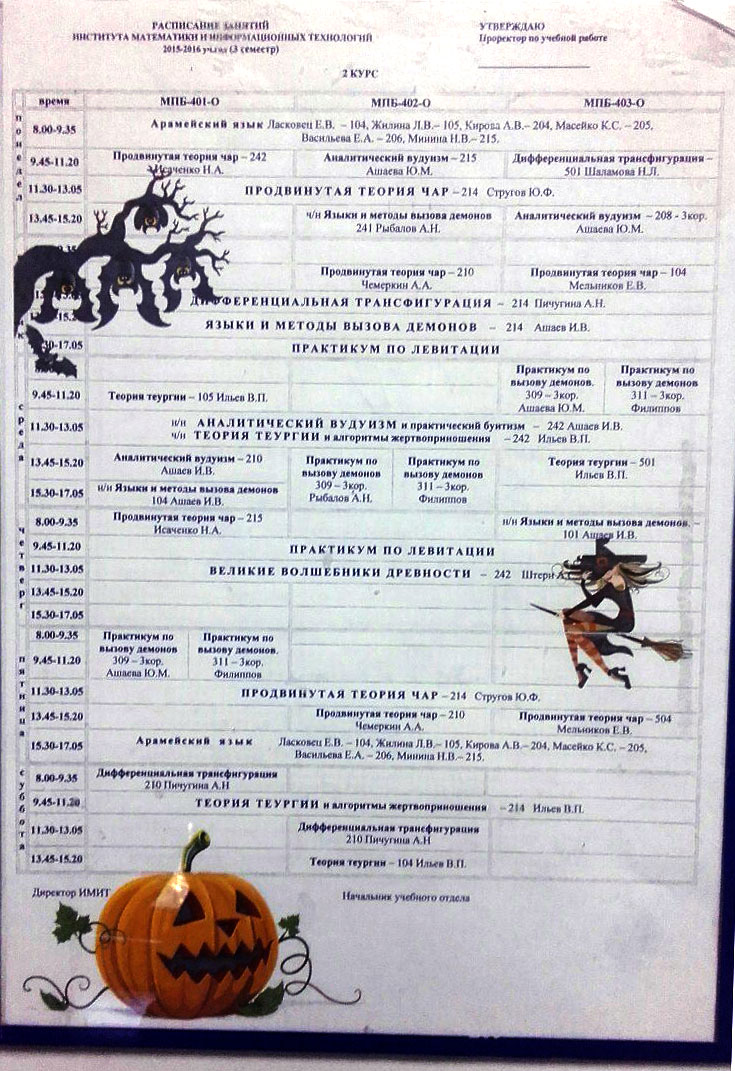 РАСПИСАНИЕ ЗАНЯТИЙ
ИНСТИТУТА МАТЕМАТИКИ И ИНФОРМАЦИОННЫХ ТЕХНОЛОГИЙ
2015-2016 (3 семестр)
УТВЕРЖДАЮ
Проректор по учебной работе
2 КУРС
время МПБ-401-О МПБ-402-О МПБ-403-О
понедел
8.00-9.35 Арамейский язык Ласковец Е.В. – 104, Жилина Л.В.– 105, Кирова А.В.– 204, Масейко К.С. – 205,
Васильева Е.А. – 206, Минина Н.В.– 215.
9.45-11.20 Продвинутая теория чар – 242 Аналитический вудуизм – 215 Дифференциальная трансфигурация –
Исаченко Н.А. Ашаева Ю.М. 501 Шаламова Н.Л.
11.30-13.05 ПРОДВИНУТАЯ ТЕОРИЯ ЧАР –214 Стругов Ю.Ф.
13.45-15.20 ч/н Языки и методы вызова демонов Аналитический вудуизм – 208 - 3кор.
241 Рыбалов А.Н. Ашаева Ю.М.
Продвинутая теория чар – 210 Продвинутая теория чар – 104
Чемеркин А.А. Мельников Е.В.
ДИФФЕРЕНЦИАЛЬНАЯ ТРАНСФИГУРАЦИЯ – 214 Пичугина А.Н.
ЯЗЫКИ И МЕТОДЫ ВЫЗОВА ДЕМОНОВ – 214 Ашаев И.В.
30-17.05 ПРАКТИКУМ ПО ЛЕВИТАЦИИ
среда
Практикум по Практикум по
вызову демонов. вызову демонов
9.45-11.20 Теория теургии – 105 Ильев В.П. 309 – 3кор. 311 – 3кор.
Ашаева Ю.М. Филиппов
11.30-13.05 н/н АНАЛИТИЧЕСКИЙ ВУДУИЗМ и практический буитизм – 242 Ашаев И.В.
ч/н ТЕОРИЯ ТЕУРГИИ и алгоритмы жертвоприношения –242 Ильев В.П.
13.45-15.20 Аналитический вудуизм – 210 Практикум по Практикум по Теория теургии – 501
Ашаев И.В. вызову демонов вызову демонов. Ильев В.П.
309 – 3кор. 311 – 3кор.
15.30-17.05 н/н Языки и методы вызова демонов Рыбалов А.Н. Филиппов
104 Ашаев И.В.
четверг
8.00-9.35 Продвинутая теория чар – 215 н/н Языки и методы вызова демонов. –
Исаченко Н.А. 101 Ашаев И.В.
9.45-11.20 ПРАКТИКУМ ПО ЛЕВИТАЦИИ
11.30-13.05 ВЕЛИКИЕ ВОЛШЕБНИКИ ДРЕВНОСТИ – 242 Штерн А.
13.45-15.20
15.30-17.05
пятница
8.00-9.35 Практикум по Практикум по
вызову демонов вызову демонов.
9.45-11.20 309 – 3кор. 311 – 3кор.
Ашаева Ю.М. Филиппов
11.30-13.05 ПРОДВИНУТАЯ ТЕОРИЯ ЧАР –214 Стругов Ю.Ф.
13.45-15.20 Продвинутая теория чар – 210 Продвинутая теория чар – 504
Чемеркин А.А. Мельников Е.В.
15.30-17.05 Арамейский язык Ласковец Е.В. – 104, Жилина Л.В.– 105, Кирова А.В.– 204, Масейко К.С. – 205,
Васильева Е.А. – 206, Минина Н.В.– 215.
суббота
8.00-9.35 Дифференциальная трансфигурация
210 Пичугина А.Н
9.45-11.20 ТЕОРИЯ ТЕУРГИИ и алгоритмы жертвоприношения –214 Ильев В.П.
11.30-13.05 Дифференциальная трансфигурация
210 Пичугина А.Н
13.45-15.20 Теория теургии – 104 Ильев В.П.
Директор ИМИТ Начальник учебного отдела